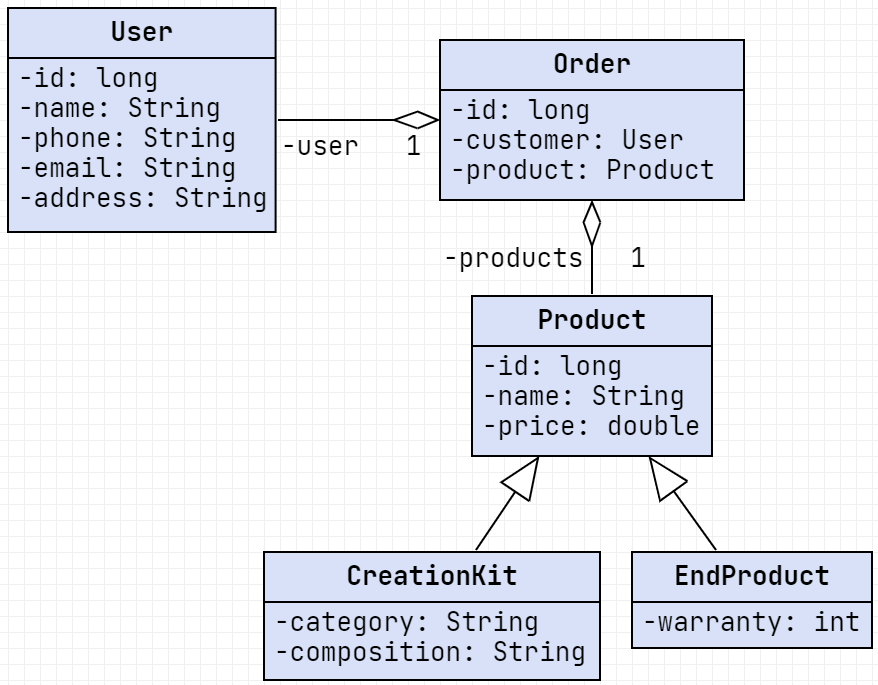 User
-id: long
-name: String
-phone: String
-email: String
-address: String
-user 1
Order
-id: long
-customer: User
-product: Product
-products 1
Product
-id: long
-name: String
-price: double
CreationKit
-category: String
-composition: String
EndProduct
-warranty: int